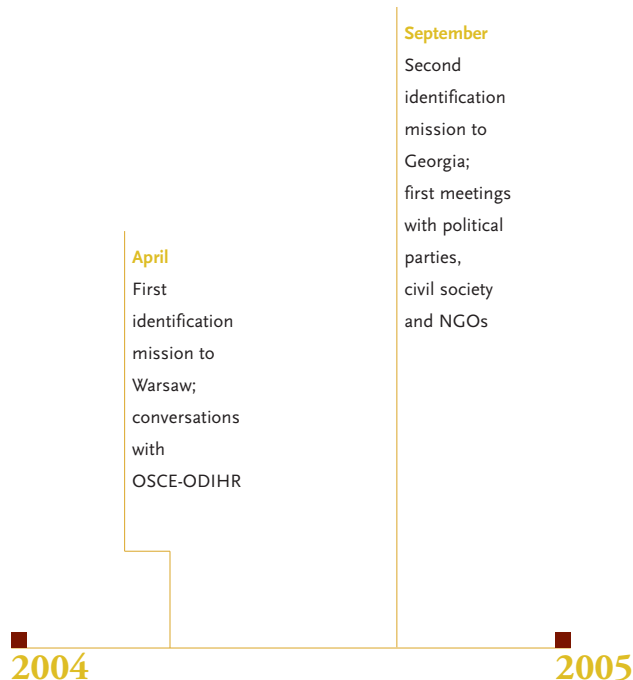 April
First
identification
mission to
Warsaw;
conversations
with
OSCE-ODIHR
September
Second
identification
mission to
Georgia;
first meetings
with political
parties,
civil society
and NGOs
2004
2005